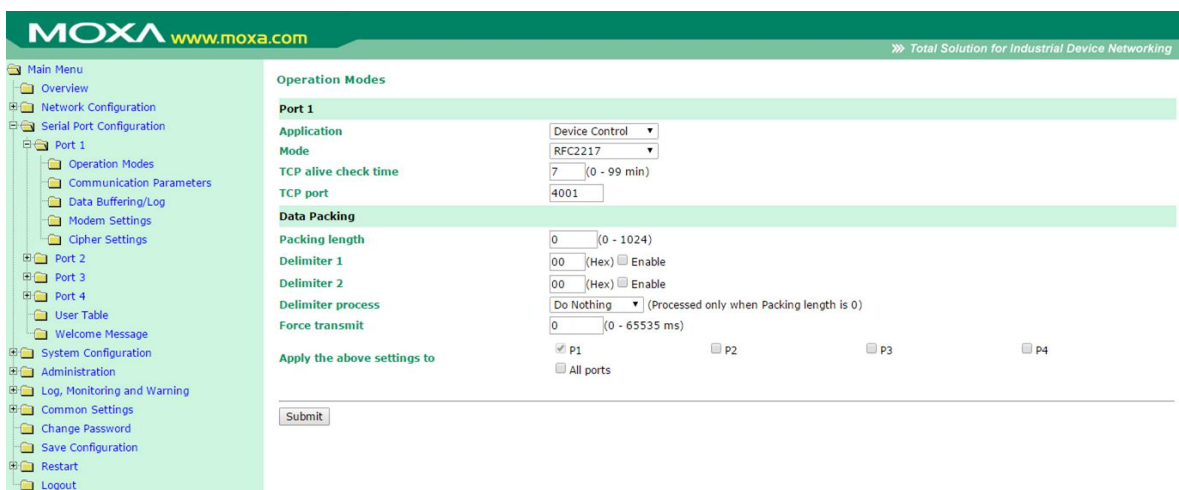 MOXA www.moxa.com
Total Solution for Industrial Device Networking
Main Menu
Overview
Network Configuration
Serial Port Configuration
Port 1
Operation Modes
Communication Parameters
Data Buffering/Log
Modem Settings
Cipher Settings
Port 2
Port 3
Port 4
User Table
Welcome Message
System Configuration
Administration
Log, Monitoring and Warning
Common Settings
Change Password
Save Configuration
Restart
Logout
Operation Modes
Port 1
Application Device Control
Mode RFC2217
TCP alive check time 7 (0 - 99 min)
TCP port 4001
Data Packing
Packing length 0 (0 - 1024)
Delimiter 1 00 (Hex) Enable
Delimiter 2 00 (Hex) Enable
Delimiter process Do Nothing (Processed only when Packing length is 0)
Force transmit 0 (0 - 65535 ms)
Apply the above settings to P1 P2 P3 P4
All ports
Submit